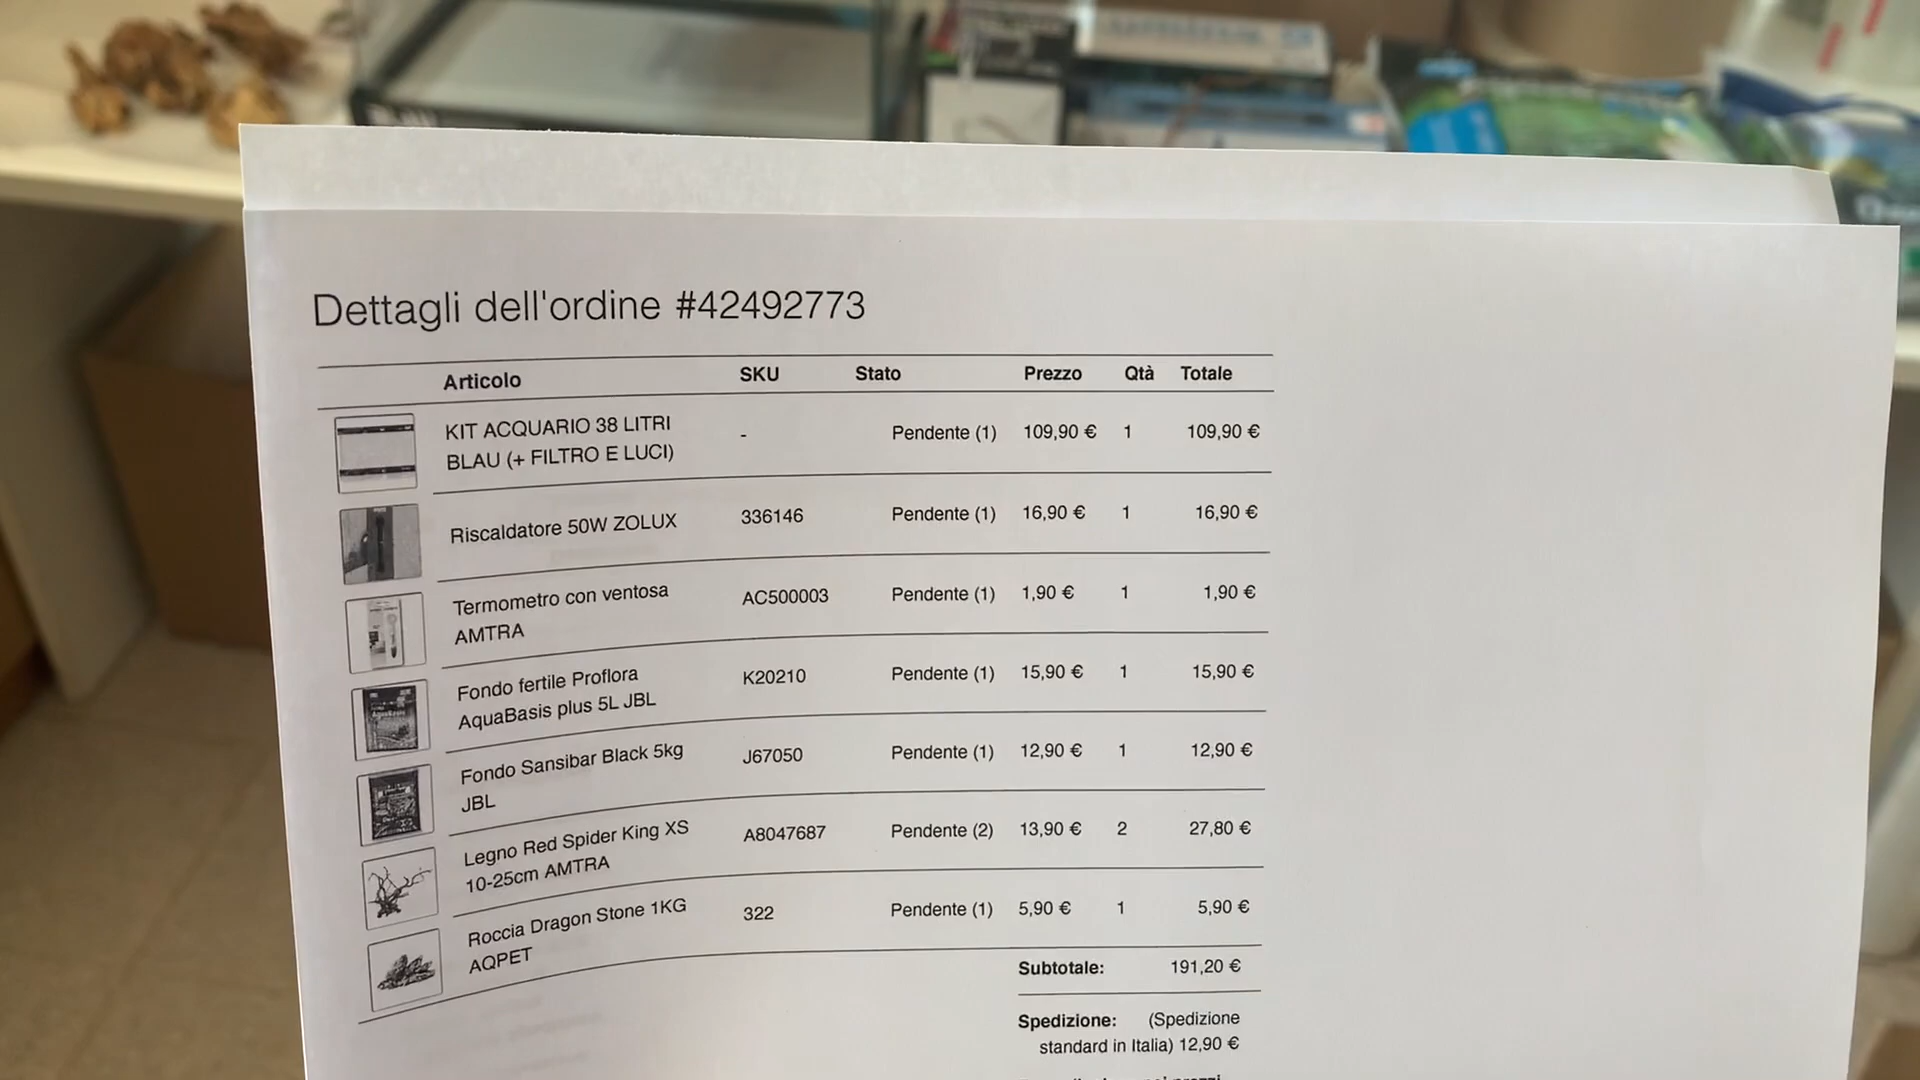 Dettagli dell'ordine #42492773
Articolo SKU Stato Prezzo Qtà Totale
KIT ACQUARIO 38 LITRI
BLAU (+ FILTRO E LUCI) - Pendente (1) 109,90 € 1 109,90 €
Riscaldatore 50W ZOLUX 336146 Pendente (1) 16,90 € 1 16,90 €
Termometro con ventosa
AMTRA AC500003 Pendente (1) 1,90 € 1 1,90 €
Fondo fertile Proflora
AquaBasis plus 5L JBL K20210 Pendente (1) 15,90 € 1 15,90 €
Fondo Sansibar Black 5kg
JBL J67050 Pendente (1) 12,90 € 1 12,90 €
Legno Red Spider King XS
10-25cm AMTRA A8047687 Pendente (2) 13,90 € 2 27,80 €
Roccia Dragon Stone 1KG
AQPET 322 Pendente (1) 5,90 € 1 5,90 €
Subtotale: 191,20 €
Spedizione: (Spedizione
standard in Italia) 12,90 €